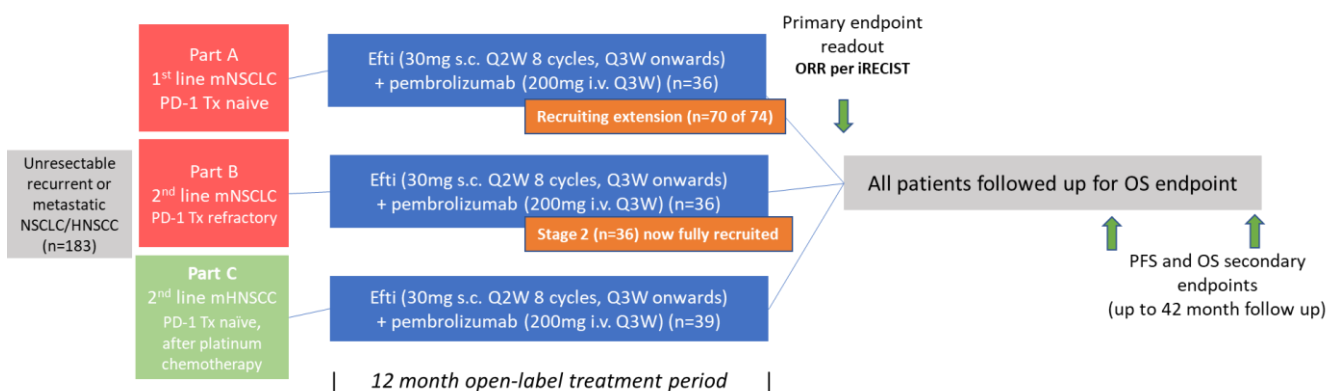 Unresectable
recurrent or
metastatic
NSCLC/HNSCC
(n=183)
Part A
1st line mNSCLC
PD-1 Tx naive
Efti (30mg s.c. Q2W 8 cycles, Q3W onwards)
+ pembrolizumab (200mg i.v. Q3W) (n=36)
Recruiting extension (n=70 of 74)
Part B
2nd line mNSCLC
PD-1 Tx refractory
Efti (30mg s.c. Q2W 8 cycles, Q3W onwards)
+ pembrolizumab (200mg i.v. Q3W) (n=36)
Stage 2 (n=36) now fully recruited
Part C
2nd line mHNSCC
PD-1 Tx naïve,
after platinum
chemotherapy
Efti (30mg s.c. Q2W 8 cycles, Q3W onwards)
+ pembrolizumab (200mg i.v. Q3W) (n=39)
| 12 month open-label treatment period |
Primary endpoint
readout
ORR per iRECIST
All patients followed up for OS endpoint
PFS and OS secondary
endpoints
(up to 42 month follow up)